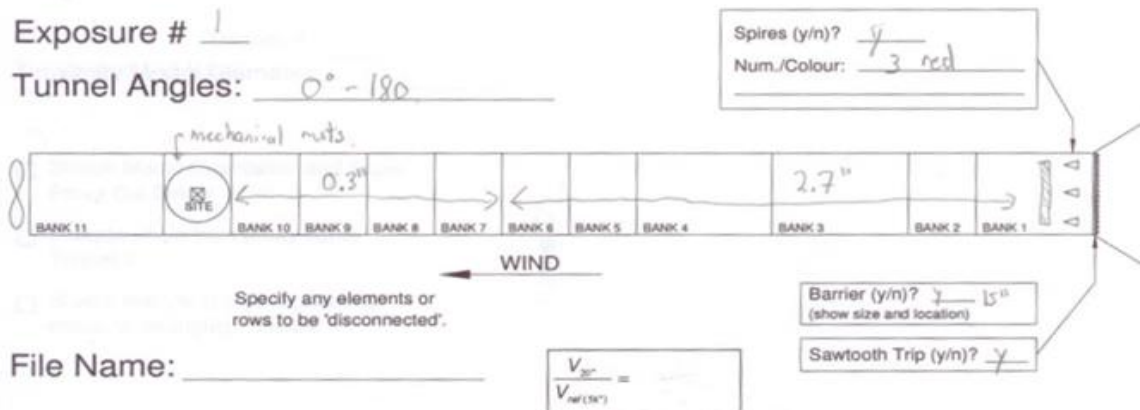 Exposure # 1
Spires (y/n)? y
Num./Colour: 3 red
Tunnel Angles: 0° - 180
mechanical
0.3"
2.7"
SITE
BANK 11
BANK 10
BANK 9
BANK 8
BANK 7
BANK 6
BANK 5
BANK 4
BANK 3
BANK 2
BANK 1
WIND
Specify any elements or
rows to be 'disconnected'.
Barrier (y/n)? y 15"
(show size and location)
Sawtooth Trip (y/n)? y
File Name:
V20"
Vref(58") =